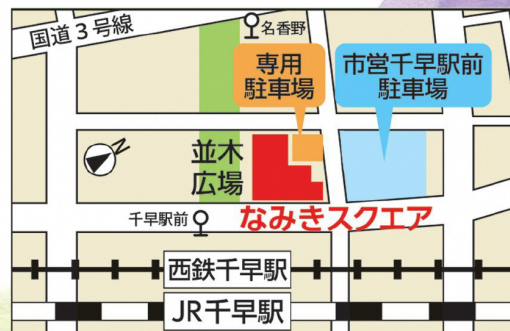 国道3号線
名香野
専用
駐車場
市営千早駅前
駐車場
N
並木
広場
なみきスクエア
千早駅前
西鉄千早駅
JR千早駅